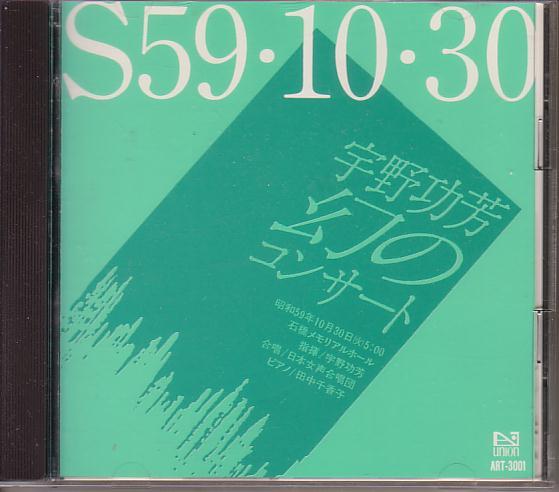 S59・10・30
宇野功芳
幻の
コンサート
昭和59年10月30日(火)5:00
石橋メモリアルホール
指揮/宇野功芳
合唱/日本女声合唱団
ピアノ/田中千香子
union
ART-3001